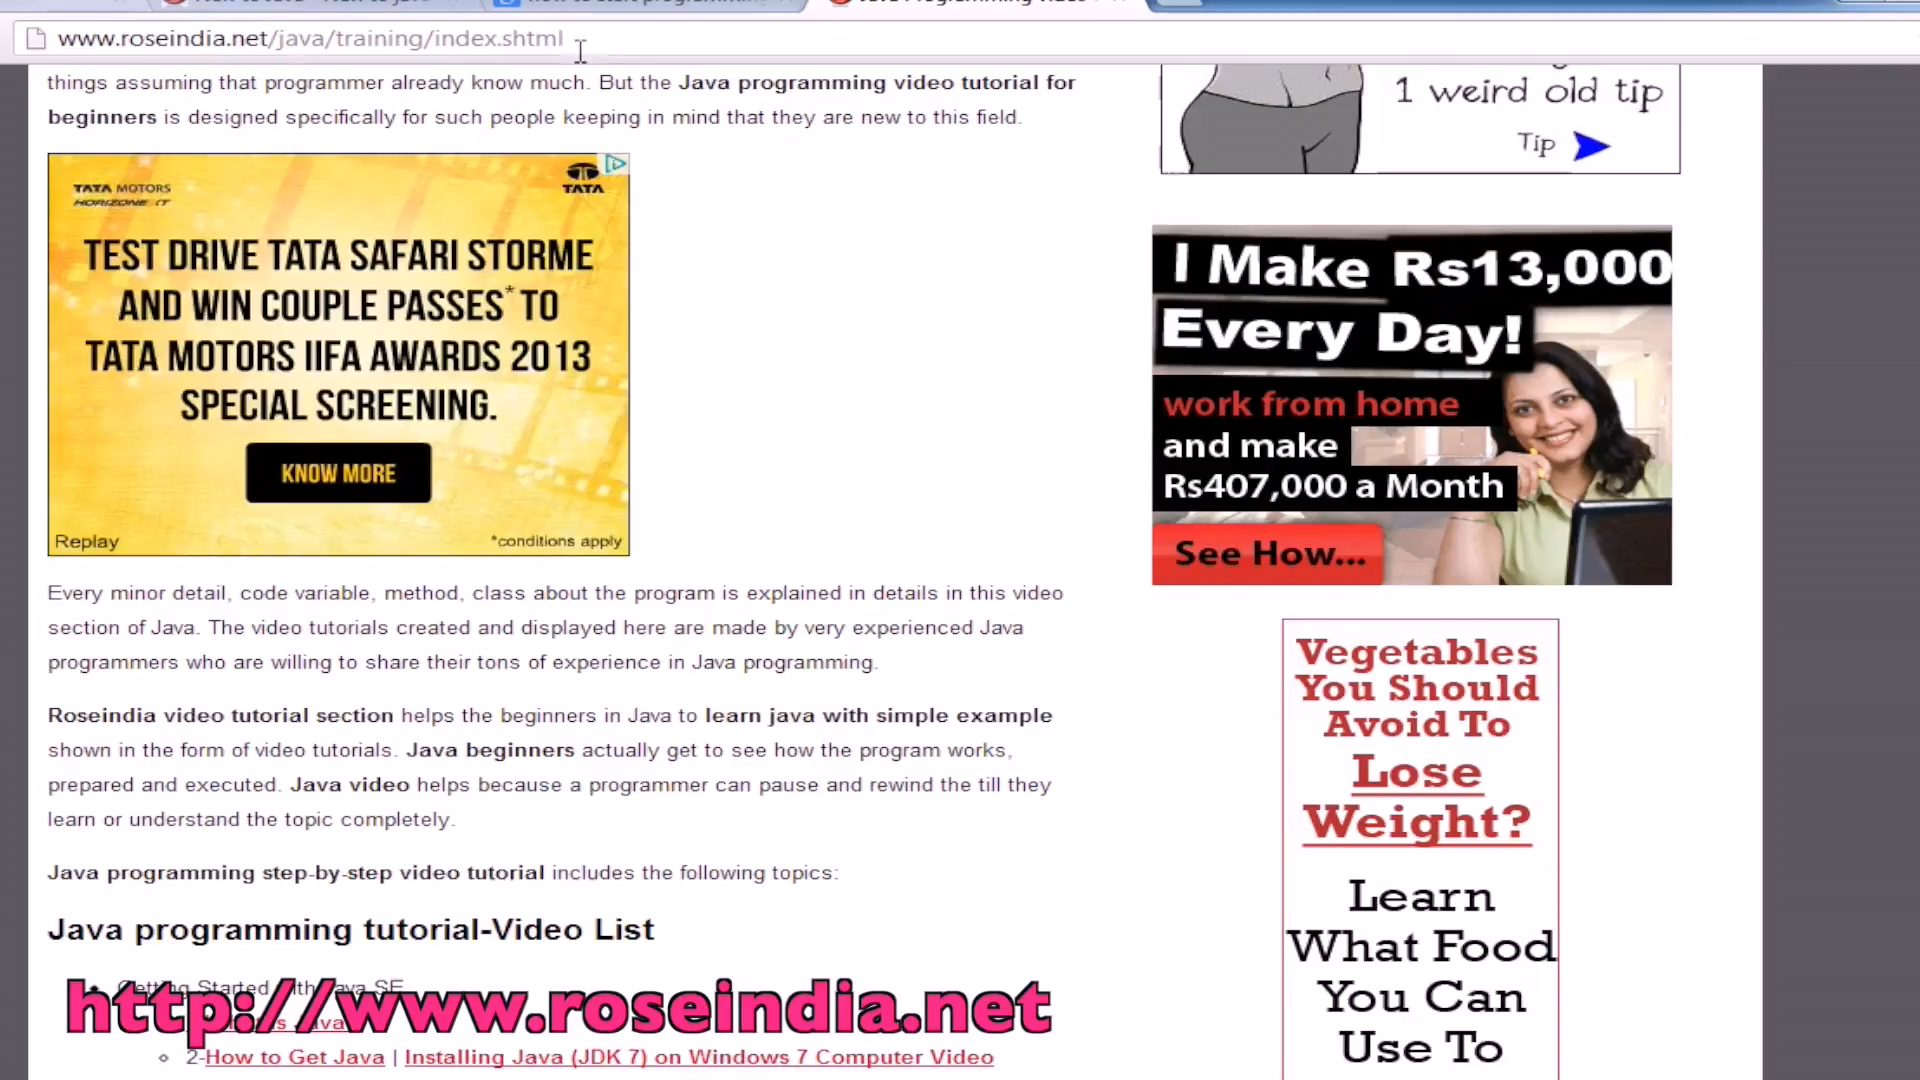 www.roseindia.net/java/training/index.shtml
things assuming that programmer already know much. But the Java programming video tutorial for
beginners is designed specifically for such people keeping in mind that they are new to this field.
TATA MOTORS
TATA
TEST DRIVE TATA SAFARI STORME
AND WIN COUPLE PASSES* TO
TATA MOTORS IIFA AWARDS 2013
SPECIAL SCREENING.
KNOW MORE
Replay
*conditions apply
Every minor detail, code variable, method, class about the program is explained in details in this video
section of Java. The video tutorials created and displayed here are made by very experienced Java
programmers who are willing to share their tons of experience in Java programming.
Roseindia video tutorial section helps the beginners in Java to learn java with simple example
shown in the form of video tutorials. Java beginners actually get to see how the program works,
prepared and executed. Java video helps because a programmer can pause and rewind the till they
learn or understand the topic completely.
Java programming step-by-step video tutorial includes the following topics:
Java programming tutorial-Video List
Getting Started with Java SE
http://www.roseindia.net
2-How to Get Java | Installing Java (JDK 7) on Windows 7 Computer Video
1 weird old tip
Tip
I Make Rs13,000
Every Day!
work from home
and make
Rs407,000 a Month
See How...
Vegetables
You Should
Avoid To
Lose
Weight?
Learn
What Food
You Can
Use To